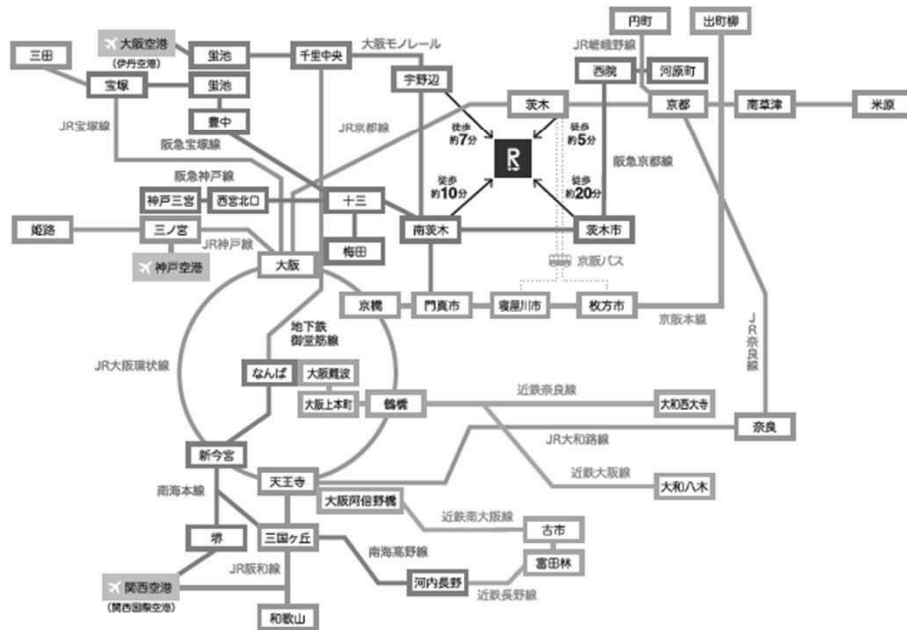 円町
出町柳
三田
大阪空港
(伊丹空港)
蛍池
千里中央
大阪モノレール
JR嵯峨野線
宇野辺
西院
河原町
宝塚
蛍池
茨木
京都
南草津
米原
豊中
JR宝塚線
JR京都線
徒歩
約7分
徒歩
約5分
阪急宝塚線
R
阪急京都線
阪急神戸線
徒歩
約10分
徒歩
約20分
神戸三宮
西宮北口
十三
姫路
三ノ宮
JR神戸線
南茨木
茨木市
梅田
神戸空港
大阪
京阪バス
京橋
門真市
寝屋川市
枚方市
京阪本線
JR奈良線
地下鉄
御堂筋線
JR大阪環状線
なんば
大阪難波
近鉄奈良線
大阪上本町
鶴橋
大和西大寺
奈良
JR大和路線
新今宮
天王寺
近鉄大阪線
大和八木
南海本線
大阪阿倍野橋
近鉄南大阪線
古市
堺
三国ヶ丘
南海高野線
富田林
JR阪和線
関西空港
(関西国際空港)
河内長野
近鉄長野線
和歌山